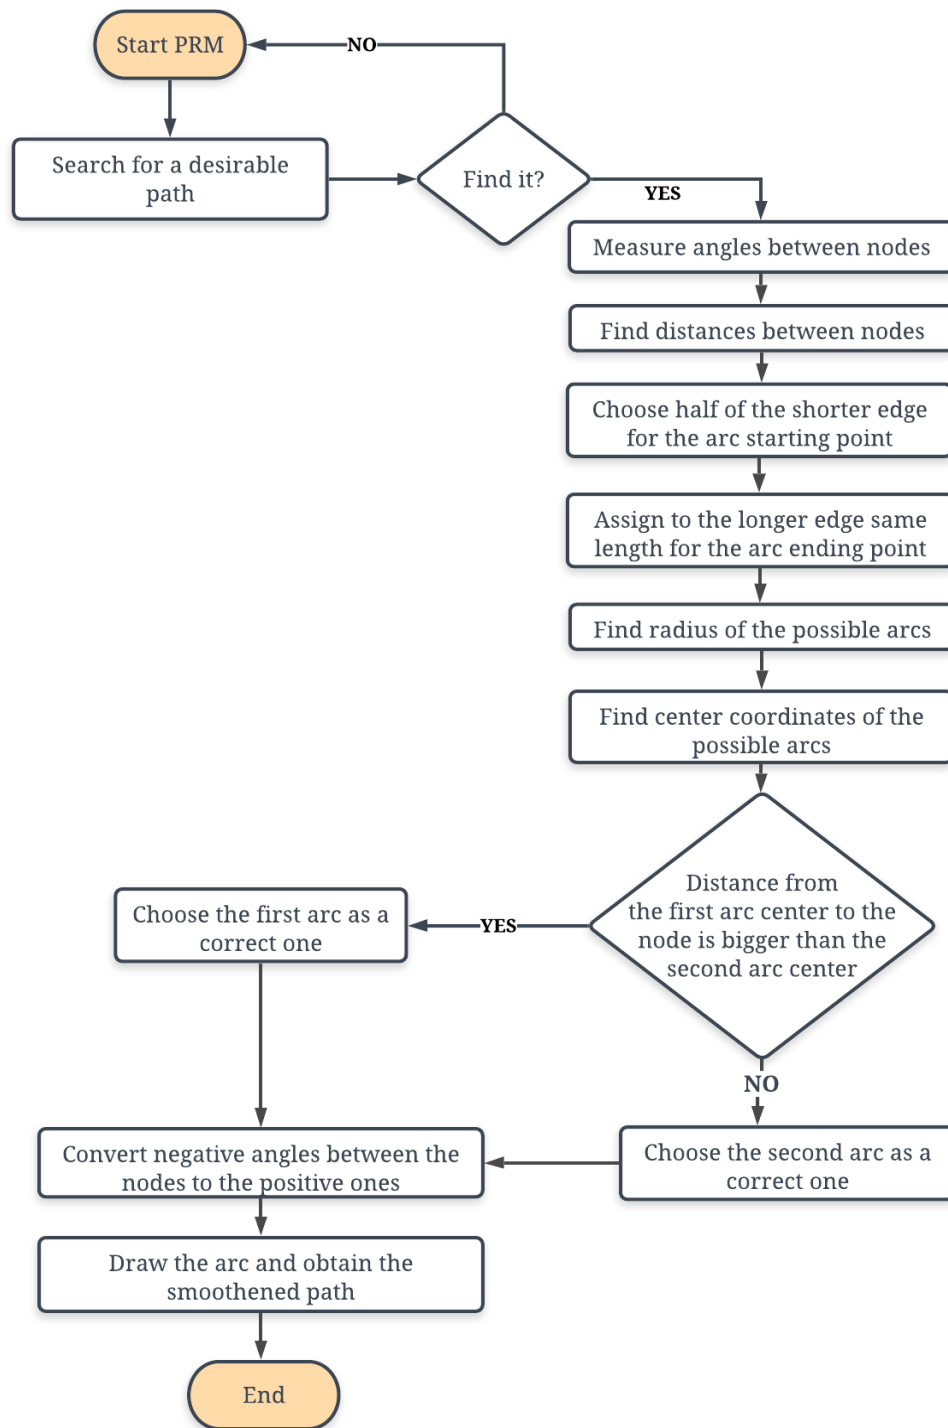 Start PRM
NO
Search for a desirable
path
Find it?
YES
Measure angles between nodes
Find distances between nodes
Choose half of the shorter edge
for the arc starting point
Assign to the longer edge same
length for the arc ending point
Find radius of the possible arcs
Find center coordinates of the
possible arcs
Distance from
the first arc center to the
node is bigger than the
second arc center
YES
Choose the first arc as a
correct one
NO
Choose the second arc as a
correct one
Convert negative angles between the
nodes to the positive ones
Draw the arc and obtain the
smoothened path
End